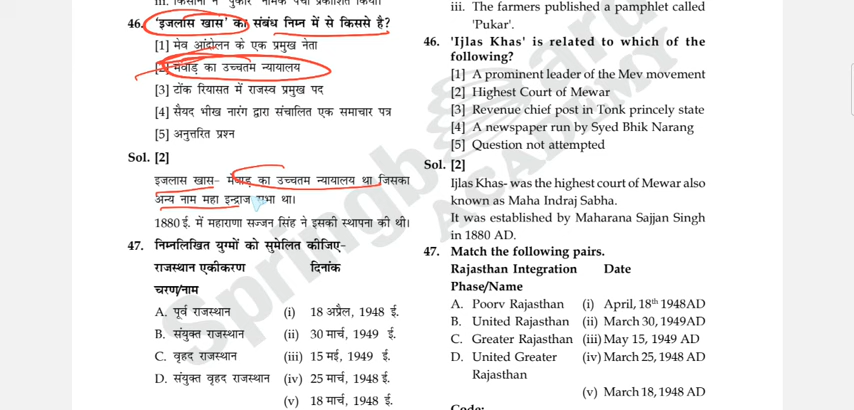 iii. किसानों ने 'पुकार' नामक पर्चा प्रकाशित किया।
46. 'इजलास खास' का संबंध निम्न में से किससे है?
[1] मेव आंदोलन के एक प्रमुख नेता
[2] मेवाड़ का उच्चतम न्यायालय
[3] टोंक रियासत में राजस्व प्रमुख पद
[4] सैयद भीख नारंग द्वारा संचालित एक समाचार पत्र
[5] अनुत्तरित प्रश्न
Sol. [2]
इजलास खास- मेवाड़ का उच्चतम न्यायालय था जिसका
अन्य नाम महा इन्द्राज सभा था।
1880 ई. में महाराणा सज्जन सिंह ने इसकी स्थापना की थी।
47. निम्नलिखित युग्मों को सुमेलित कीजिए-
राजस्थान एकीकरण दिनांक
चरण/नाम
A. पूर्व राजस्थान (i) 18 अप्रैल, 1948 ई.
B. संयुक्त राजस्थान (ii) 30 मार्च, 1949 ई.
C. वृहद राजस्थान (iii) 15 मई, 1949 ई.
D. संयुक्त वृहद राजस्थान (iv) 25 मार्च, 1948 ई.
(v) 18 मार्च, 1948 ई.
iii. The farmers published a pamphlet called
'Pukar'.
46. 'Ijlas Khas' is related to which of the
following?
[1] A prominent leader of the Mev movement
[2] Highest Court of Mewar
[3] Revenue chief post in Tonk princely state
[4] A newspaper run by Syed Bhik Narang
[5] Question not attempted
Sol. [2]
Ijlas Khas- was the highest court of Mewar also
known as Maha Indraj Sabha.
It was established by Maharana Sajjan Singh
in 1880 AD.
47. Match the following pairs.
Rajasthan Integration Date
Phase/Name
A. Poorv Rajasthan (i) April, 18th 1948AD
B. United Rajasthan (ii) March 30, 1949AD
C. Greater Rajasthan (iii) May 15, 1949 AD
D. United Greater (iv) March 25, 1948 AD
Rajasthan
(v) March 18, 1948 AD
Code:
Springboard
ACADEMY